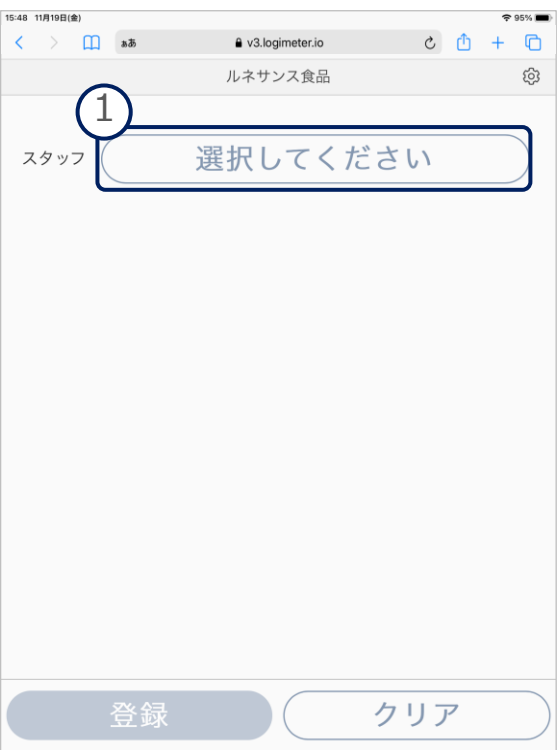 15:48 11月19日(金) 95%
ぁあ v3.logimeter.io
ルネサンス食品
1
スタッフ 選択してください
登録 クリア